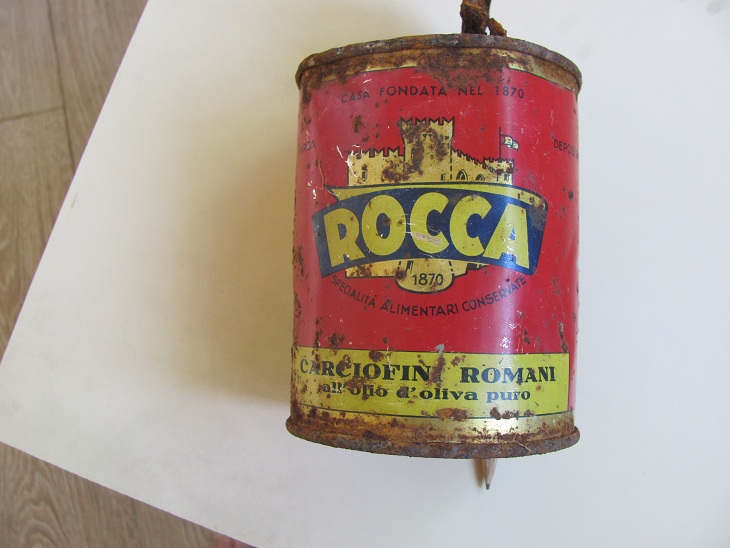 CASA FONDATA NEL 1870
ROCCA
1870
SPECIALITÀ ALIMENTARI CONSERVATE
CARCIOFINI ROMANI
all'olio d'oliva puro